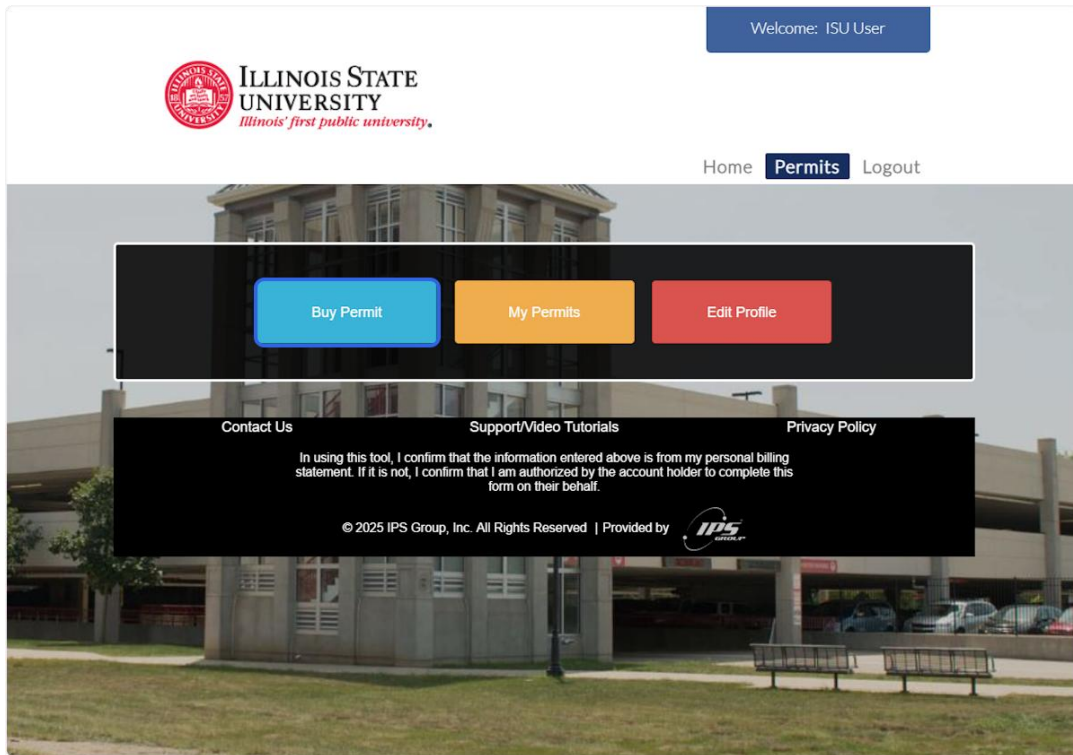 Welcome: ISU User
ILLINOIS STATE
UNIVERSITY
Illinois' first public university.
Home Permits Logout
Buy Permit My Permits Edit Profile
Contact Us Support/Video Tutorials Privacy Policy
In using this tool, I confirm that the information entered above is from my personal billing
statement. If it is not, I confirm that I am authorized by the account holder to complete this
form on their behalf.
© 2025 IPS Group, Inc. All Rights Reserved | Provided by IPS GROUP